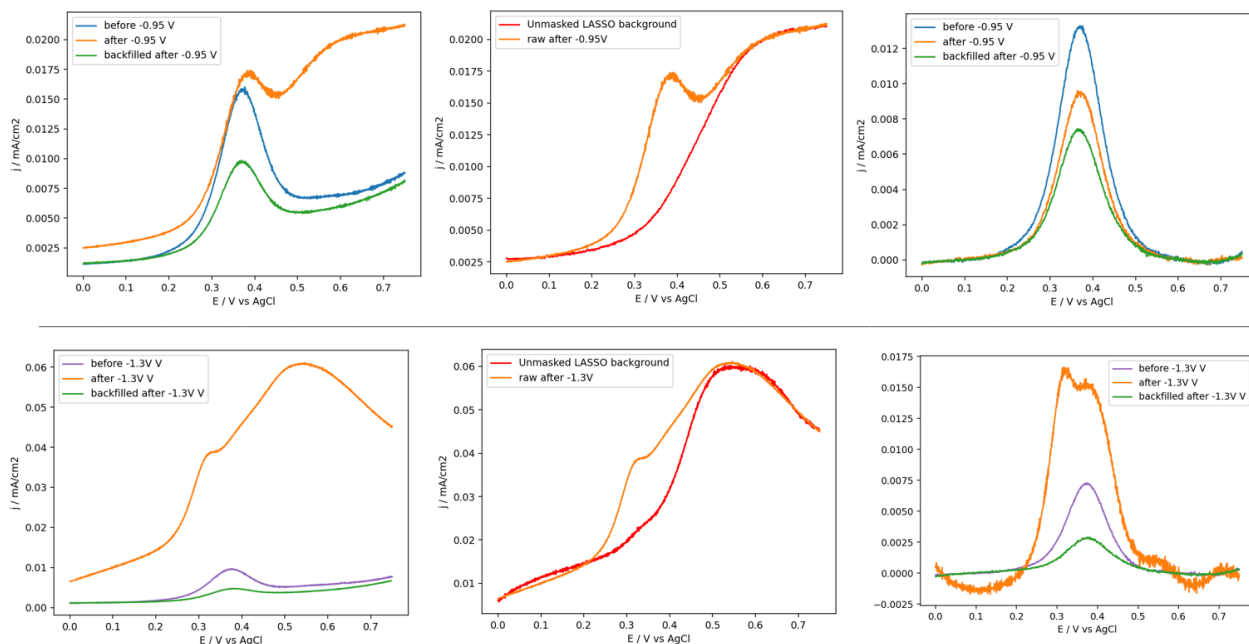 before -0.95 V
after -0.95 V
backfilled after -0.95 V
j / mA/cm2
0.0200
0.0175
0.0150
0.0125
0.0100
0.0075
0.0050
0.0025
0.0 0.1 0.2 0.3 0.4 0.5 0.6 0.7
E / V vs AgCl
Unmasked LASSO background
raw after -0.95V
j / mA/cm2
0.0200
0.0175
0.0150
0.0125
0.0100
0.0075
0.0050
0.0025
0.0 0.1 0.2 0.3 0.4 0.5 0.6 0.7
E / V vs AgCl
before -0.95 V
after -0.95 V
backfilled after -0.95 V
j / mA/cm2
0.012
0.010
0.008
0.006
0.004
0.002
0.000
0.0 0.1 0.2 0.3 0.4 0.5 0.6 0.7
E / V vs AgCl
before -1.3V V
after -1.3V V
backfilled after -1.3V V
j / mA/cm2
0.06
0.05
0.04
0.03
0.02
0.01
0.00
0.0 0.1 0.2 0.3 0.4 0.5 0.6 0.7
E / V vs AgCl
Unmasked LASSO background
raw after -1.3V
j / mA/cm2
0.06
0.05
0.04
0.03
0.02
0.01
0.0 0.1 0.2 0.3 0.4 0.5 0.6 0.7
E / V vs AgCl
before -1.3V V
after -1.3V V
backfilled after -1.3V V
j / mA/cm2
0.0175
0.0150
0.0125
0.0100
0.0075
0.0050
0.0025
0.0000
−0.0025
0.0 0.1 0.2 0.3 0.4 0.5 0.6 0.7
E / V vs AgCl